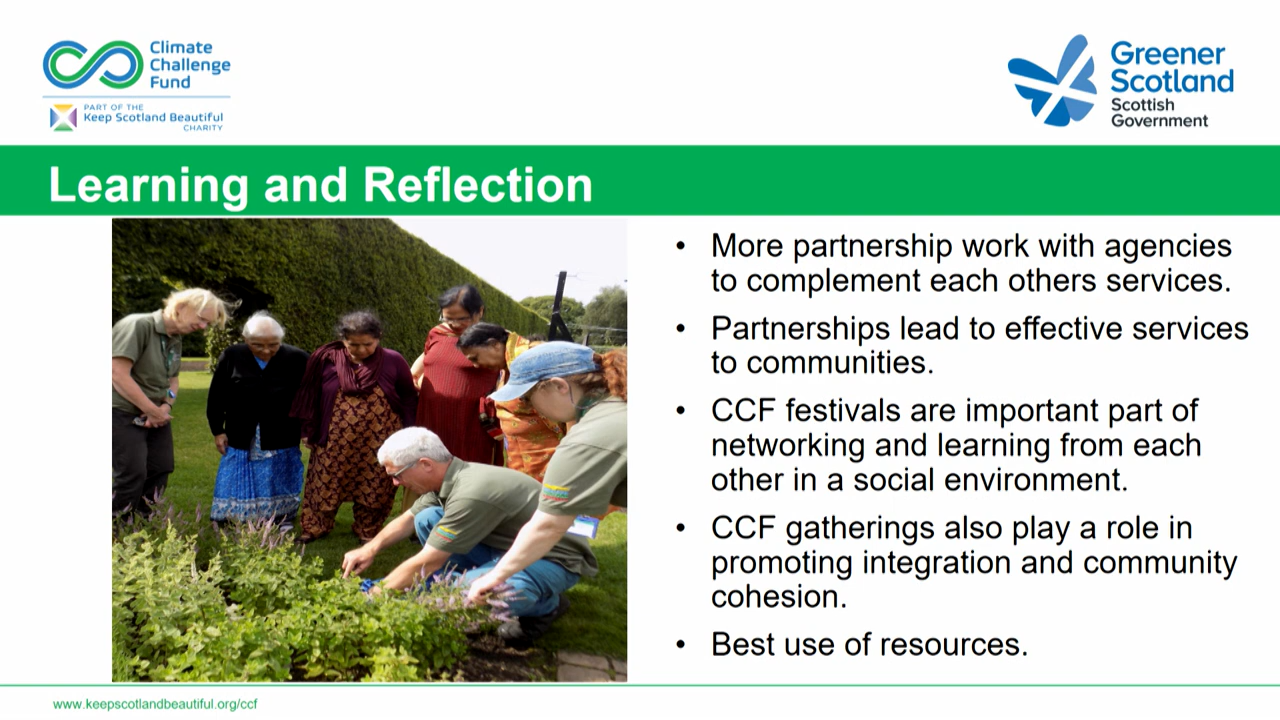 Climate
Challenge
Fund
PART OF THE
Keep Scotland Beautiful
CHARITY
Greener
Scotland
Scottish
Government
Learning and Reflection
• More partnership work with agencies
to complement each others services.
• Partnerships lead to effective services
to communities.
• CCF festivals are important part of
networking and learning from each
other in a social environment.
• CCF gatherings also play a role in
promoting integration and community
cohesion.
• Best use of resources.
www.keepscotlandbeautiful.org/ccf